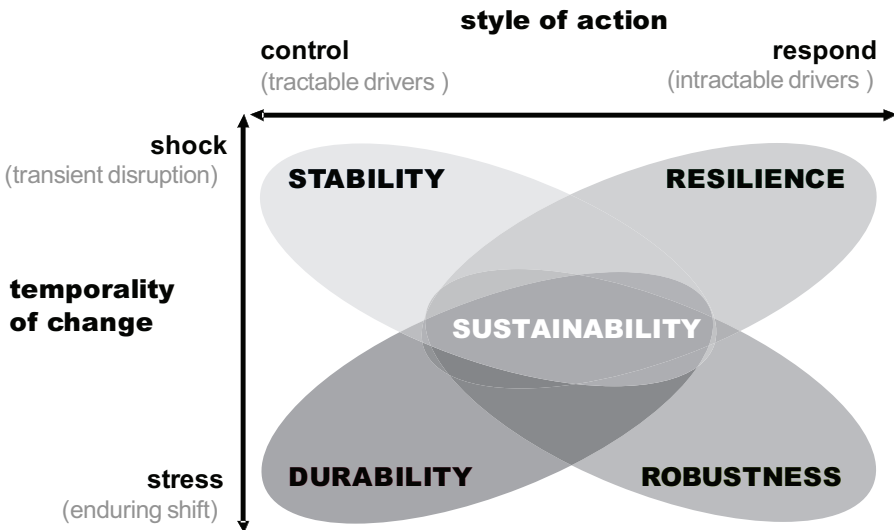 style of action
control
(tractable drivers )
respond
(intractable drivers )
shock
(transient disruption)
STABILITY
RESILIENCE
temporality
of change
SUSTAINABILITY
stress
(enduring shift)
DURABILITY
ROBUSTNESS